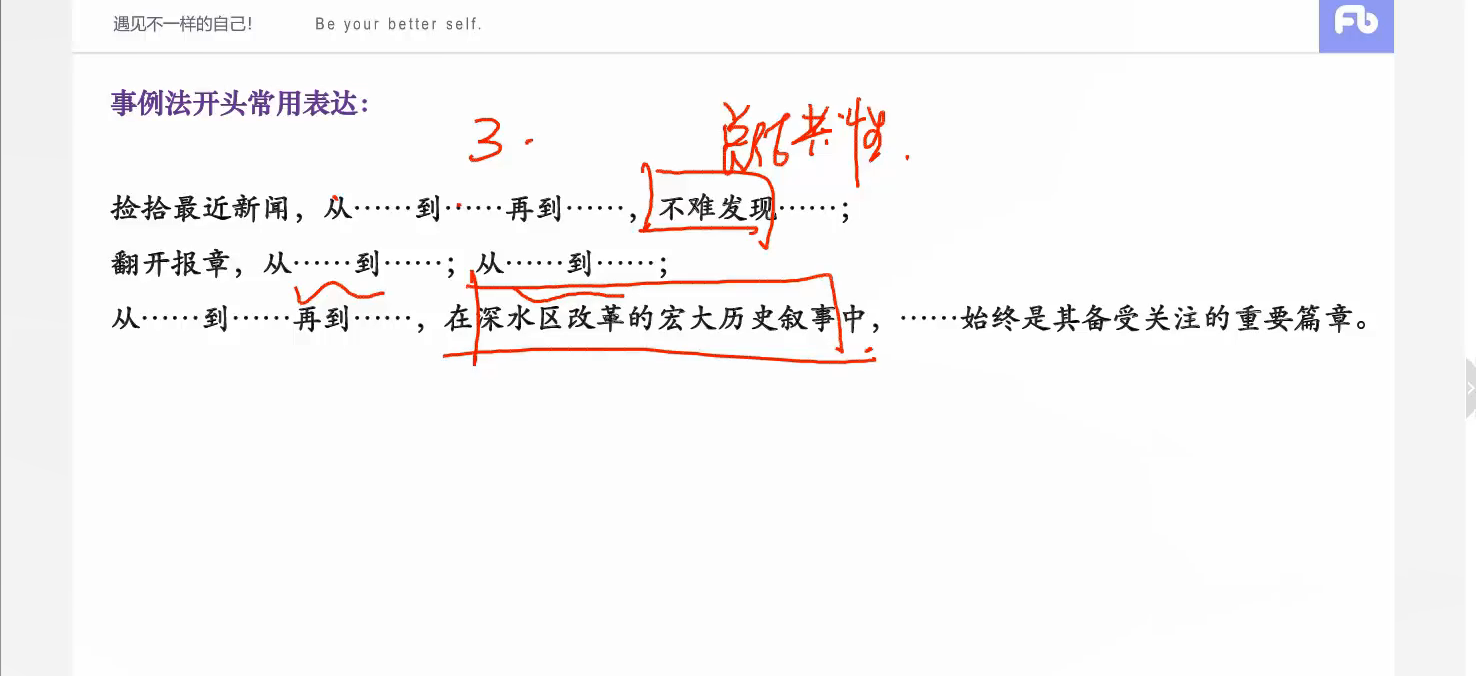 遇见不一样的自己! Be your better self. Fb
事例法开头常用表达：
3. 总结共性.
捡拾最近新闻，从……到……再到……，不难发现……；
翻开报章，从……到……；从……到……；
从……到……再到……，在深水区改革的宏大历史叙事中，……始终是其备受关注的重要篇章。